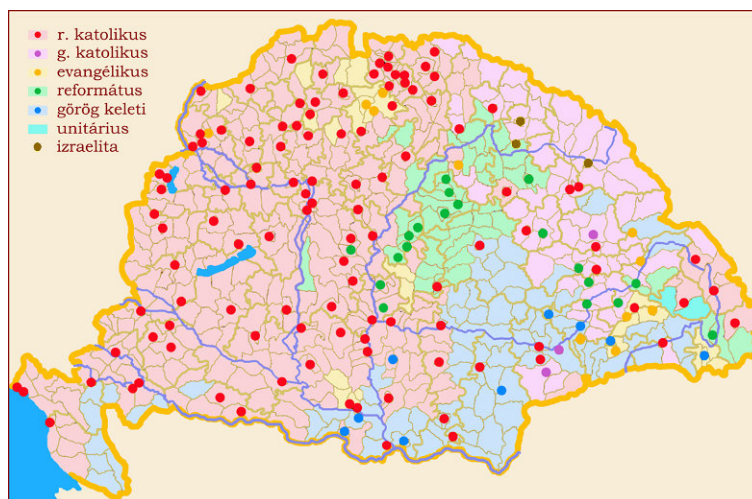 r. katolikus
g. katolikus
evangélikus
református
görög keleti
unitárius
izraelita